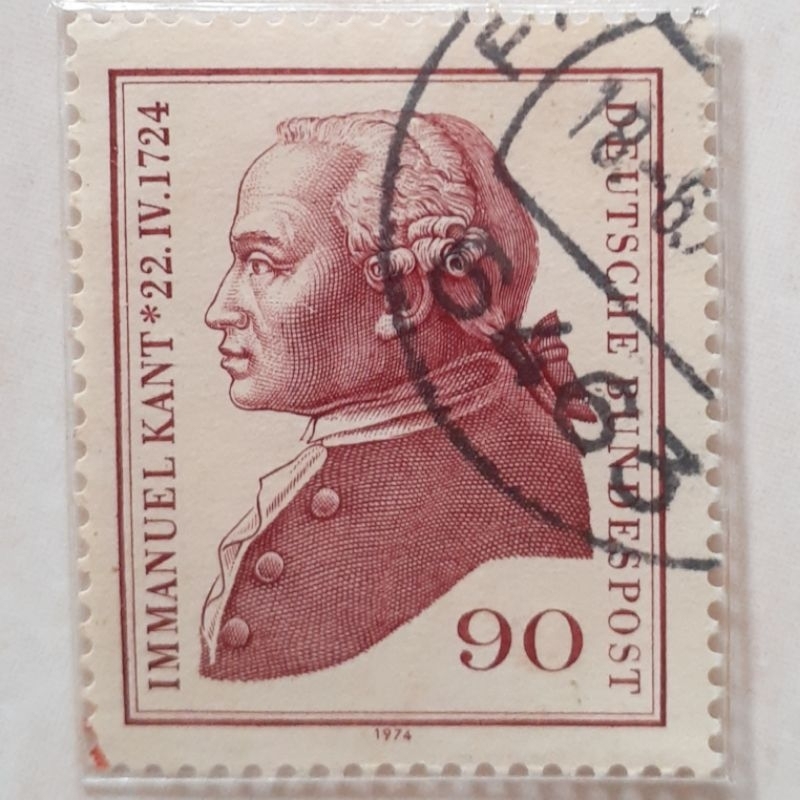 IMMANUEL KANT * 22.IV.1724
DEUTSCHE BUNDESPOST
90
1974